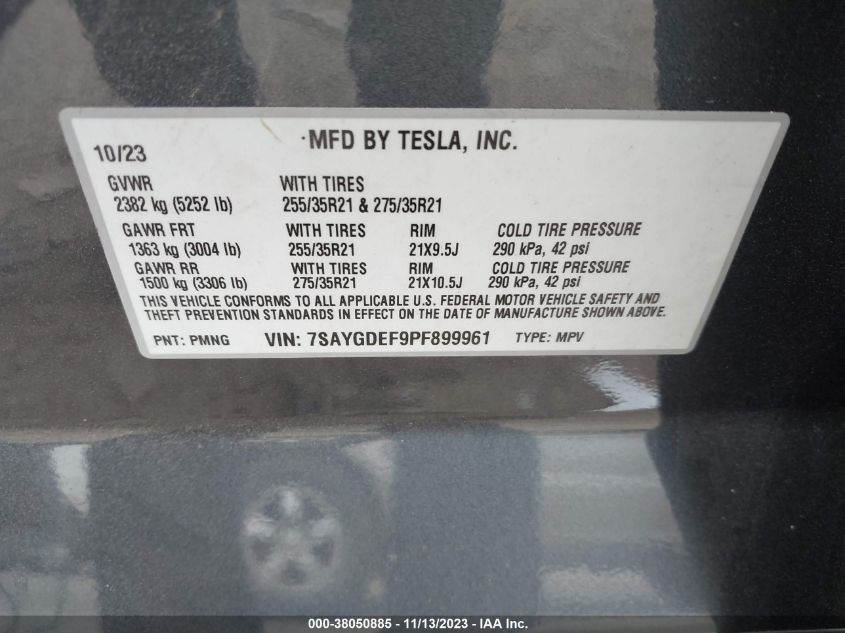 ·MFD BY TESLA, INC.
10/23
GVWR WITH TIRES
2382 kg (5252 lb) 255/35R21 & 275/35R21
GAWR FRT WITH TIRES RIM COLD TIRE PRESSURE
1363 kg (3004 lb) 255/35R21 21X9.5J 290 kPa, 42 psi
GAWR RR WITH TIRES RIM COLD TIRE PRESSURE
1500 kg (3306 lb) 275/35R21 21X10.5J 290 kPa, 42 psi
THIS VEHICLE CONFORMS TO ALL APPLICABLE U.S. FEDERAL MOTOR VEHICLE SAFETY AND
THEFT PREVENTION STANDARDS IN EFFECT ON THE DATE OF MANUFACTURE SHOWN ABOVE.
PNT: PMNG VIN: 7SAYGDEF9PF899961 TYPE: MPV
000-38050885 - 11/13/2023 - IAA Inc.